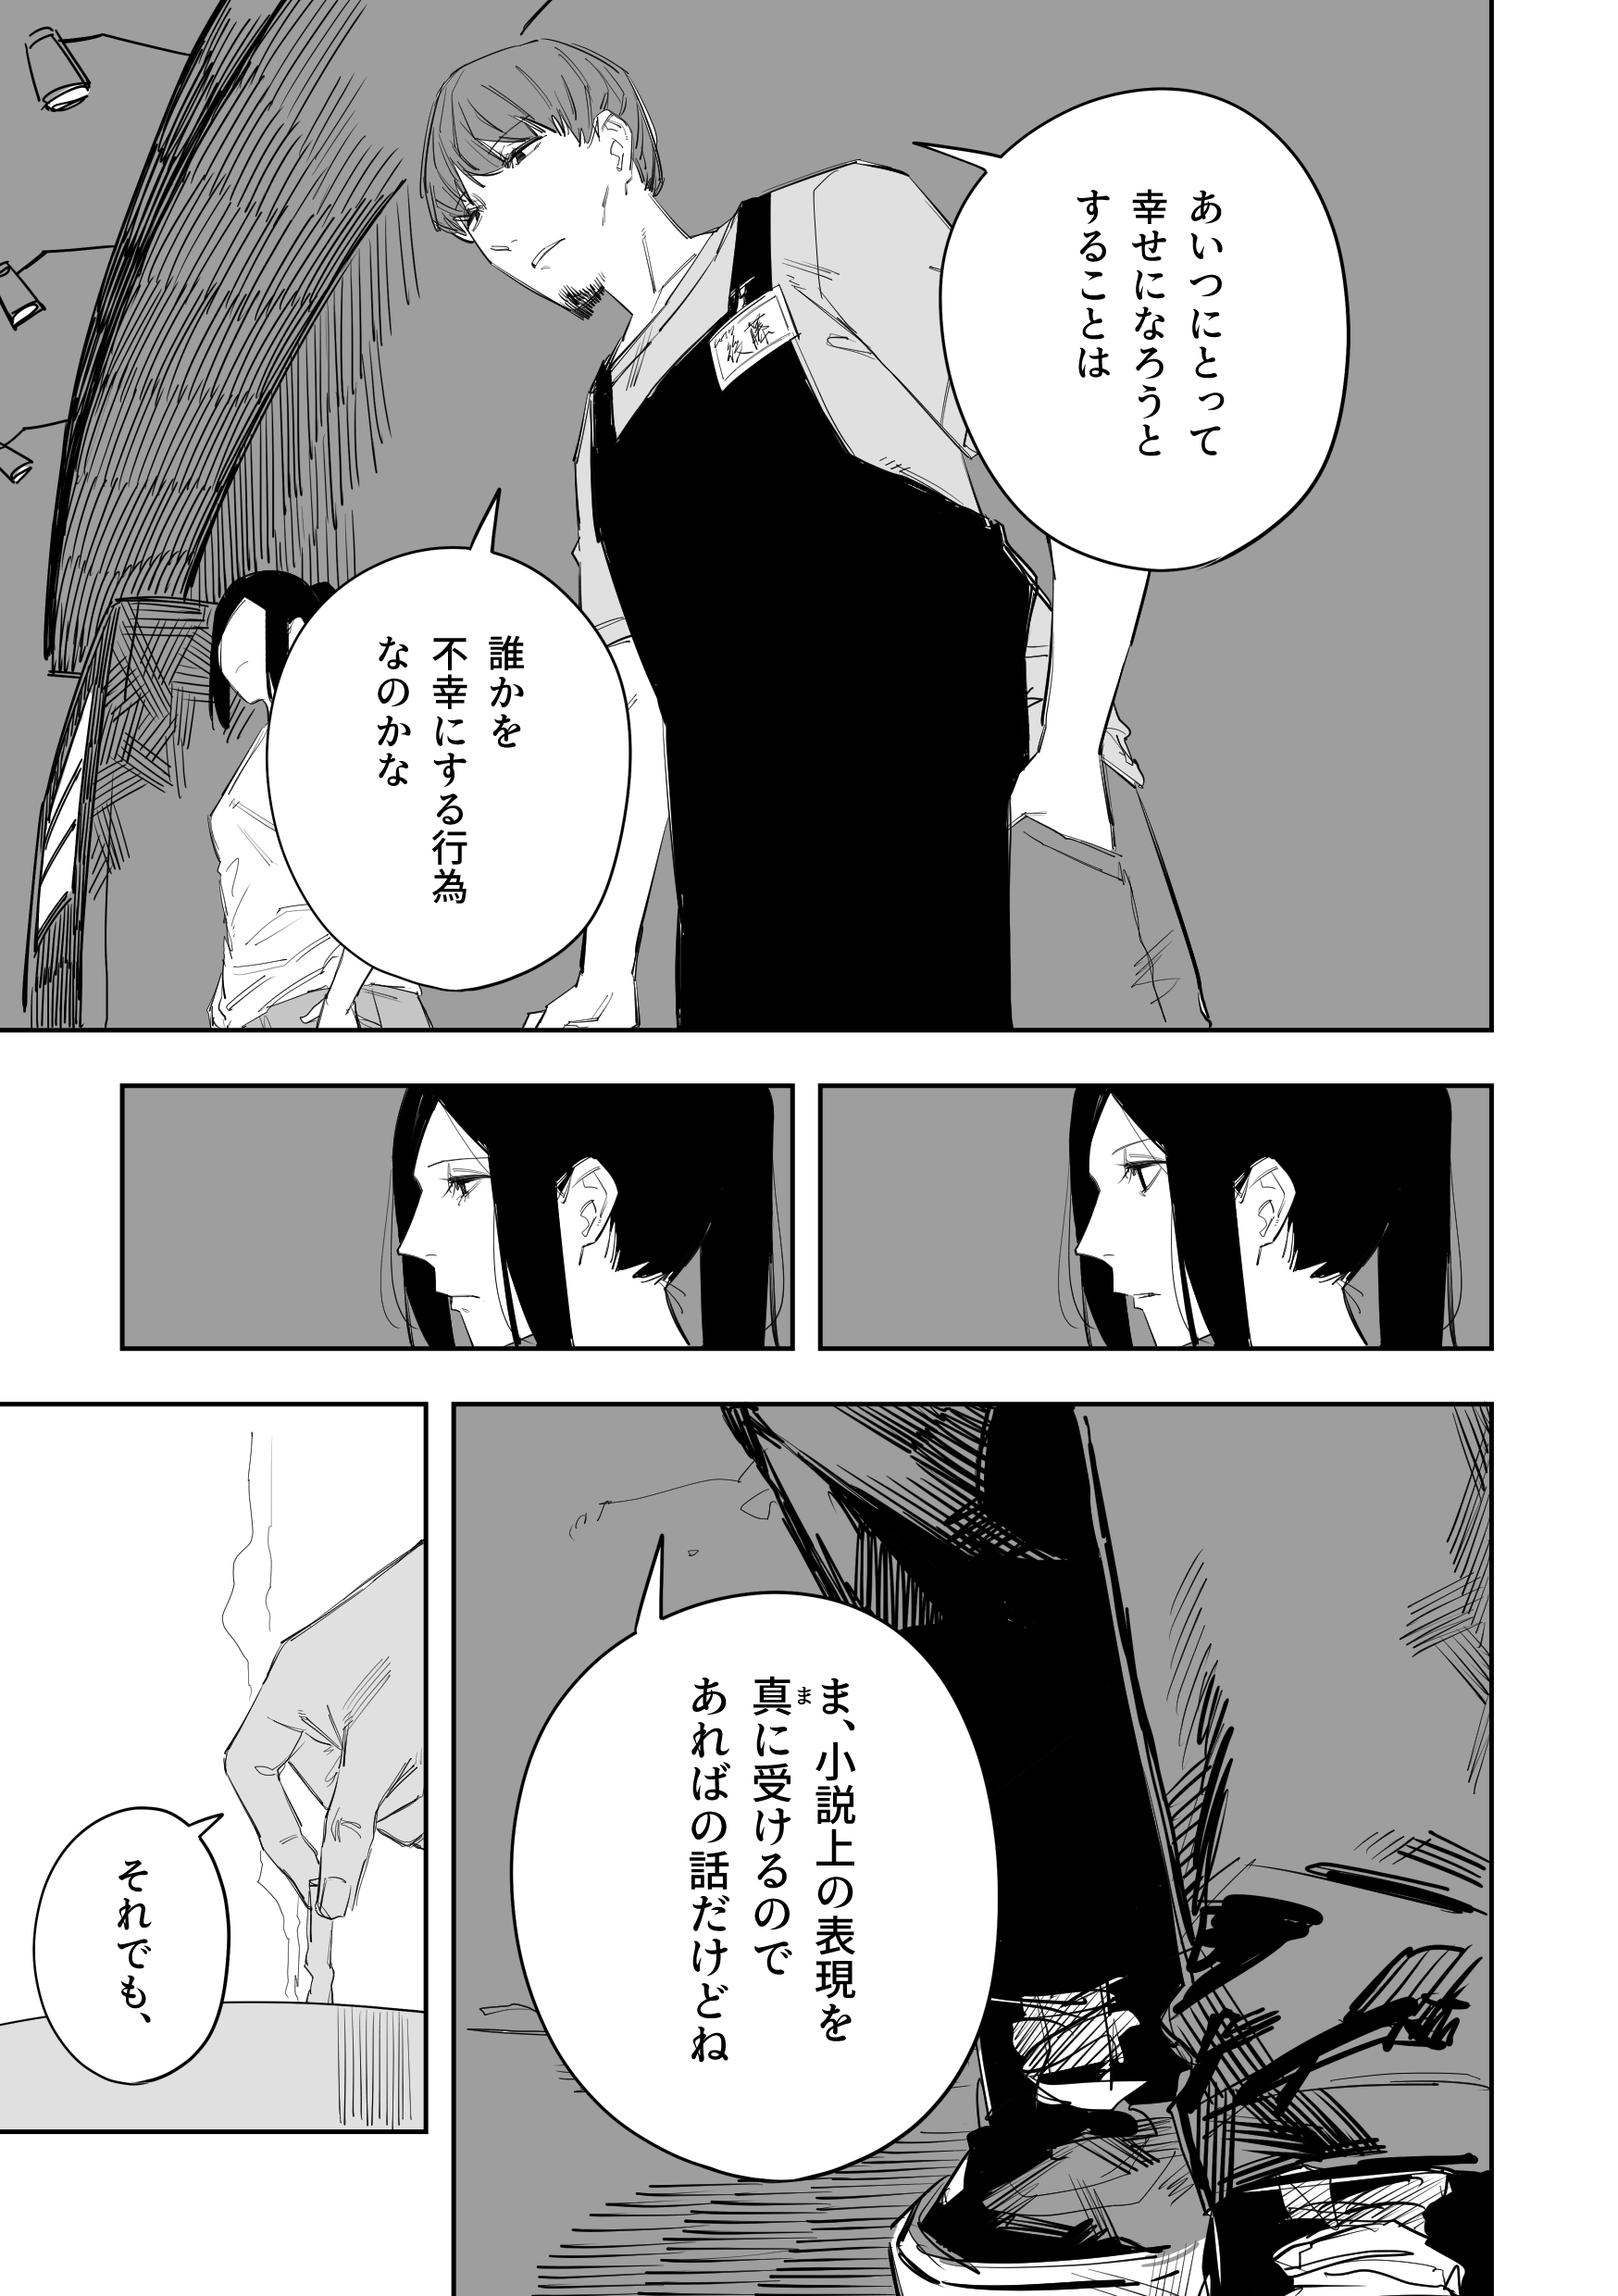 あいつにとって
幸せになろうと
することは
後藤
誰かを
不幸にする行為
なのかな
ま、小説上の表現を
真に受けるので
ま
あればの話だけどね
それでも、